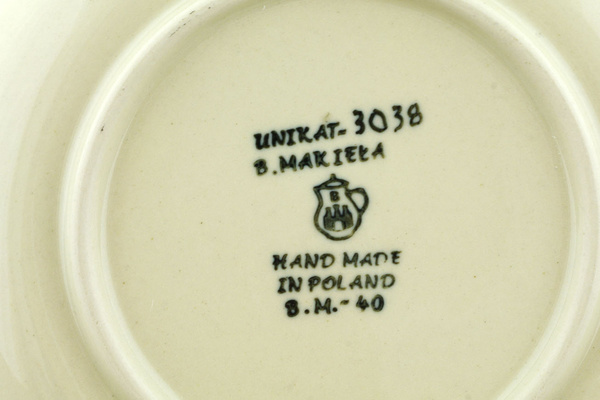 UNIKAT-3038
B.MAKIEŁA
B
HAND MADE
IN POLAND
B.M.-40